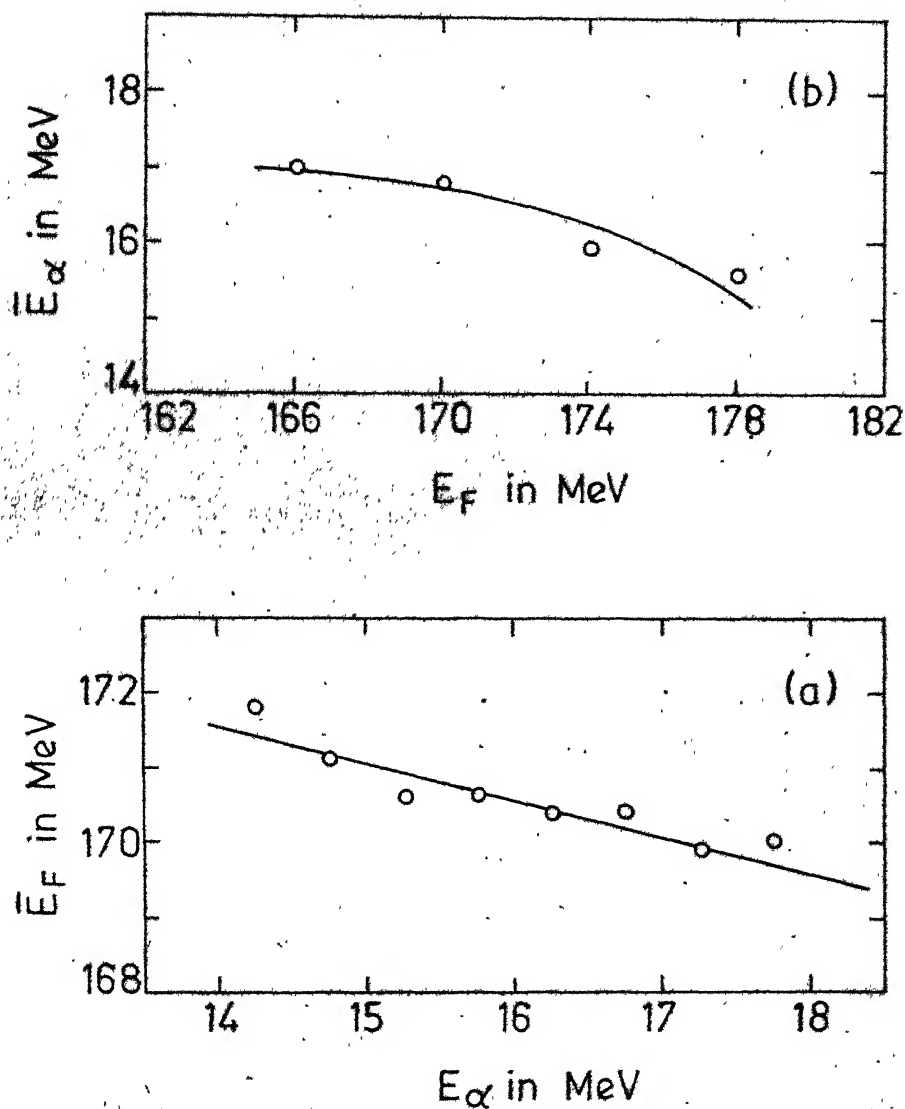 (b)
18
16
14
Ē_α in MeV
162 166 170 174 178 182
E_F in MeV
(a)
172
170
168
Ē_F in MeV
14 15 16 17 18
E_α in MeV